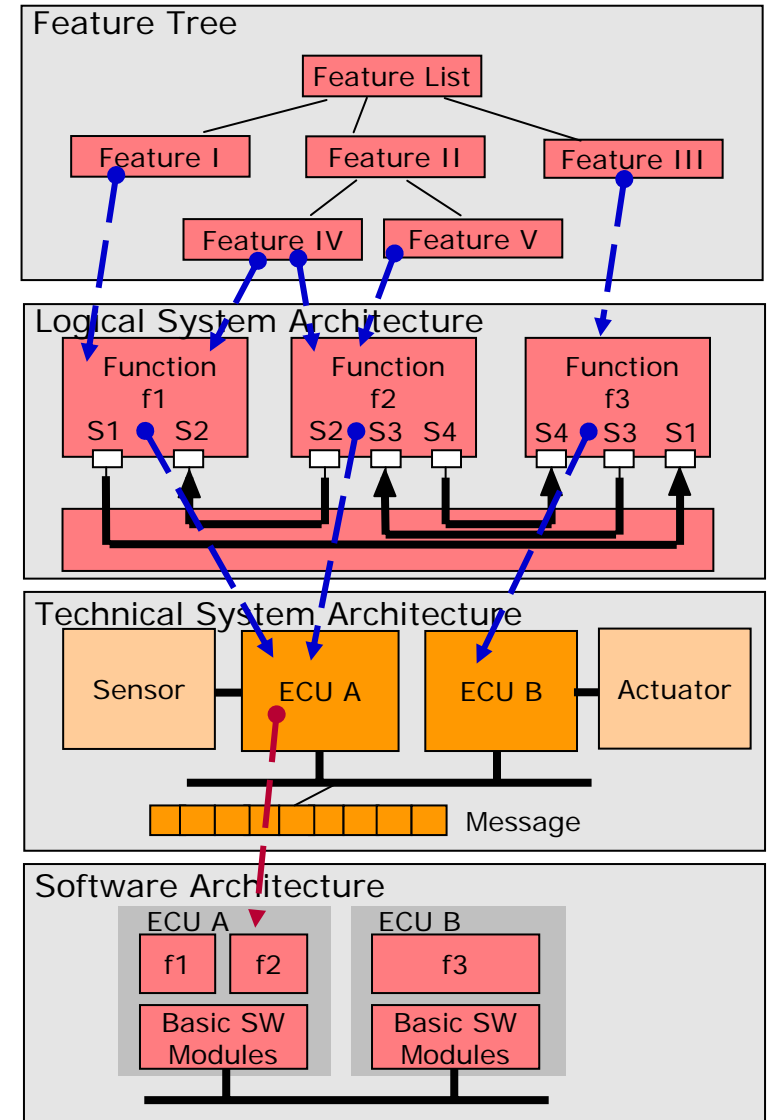 Feature Tree
Feature List
Feature I
Feature II
Feature III
Feature IV
Feature V
Logical System Architecture
Function
f1
Function
f2
Function
f3
S1
S2
S2
S3
S4
S4
S3
S1
Technical System Architecture
Sensor
ECU A
ECU B
Actuator
Message
Software Architecture
ECU A
ECU B
f1
f2
f3
Basic SW
Modules
Basic SW
Modules